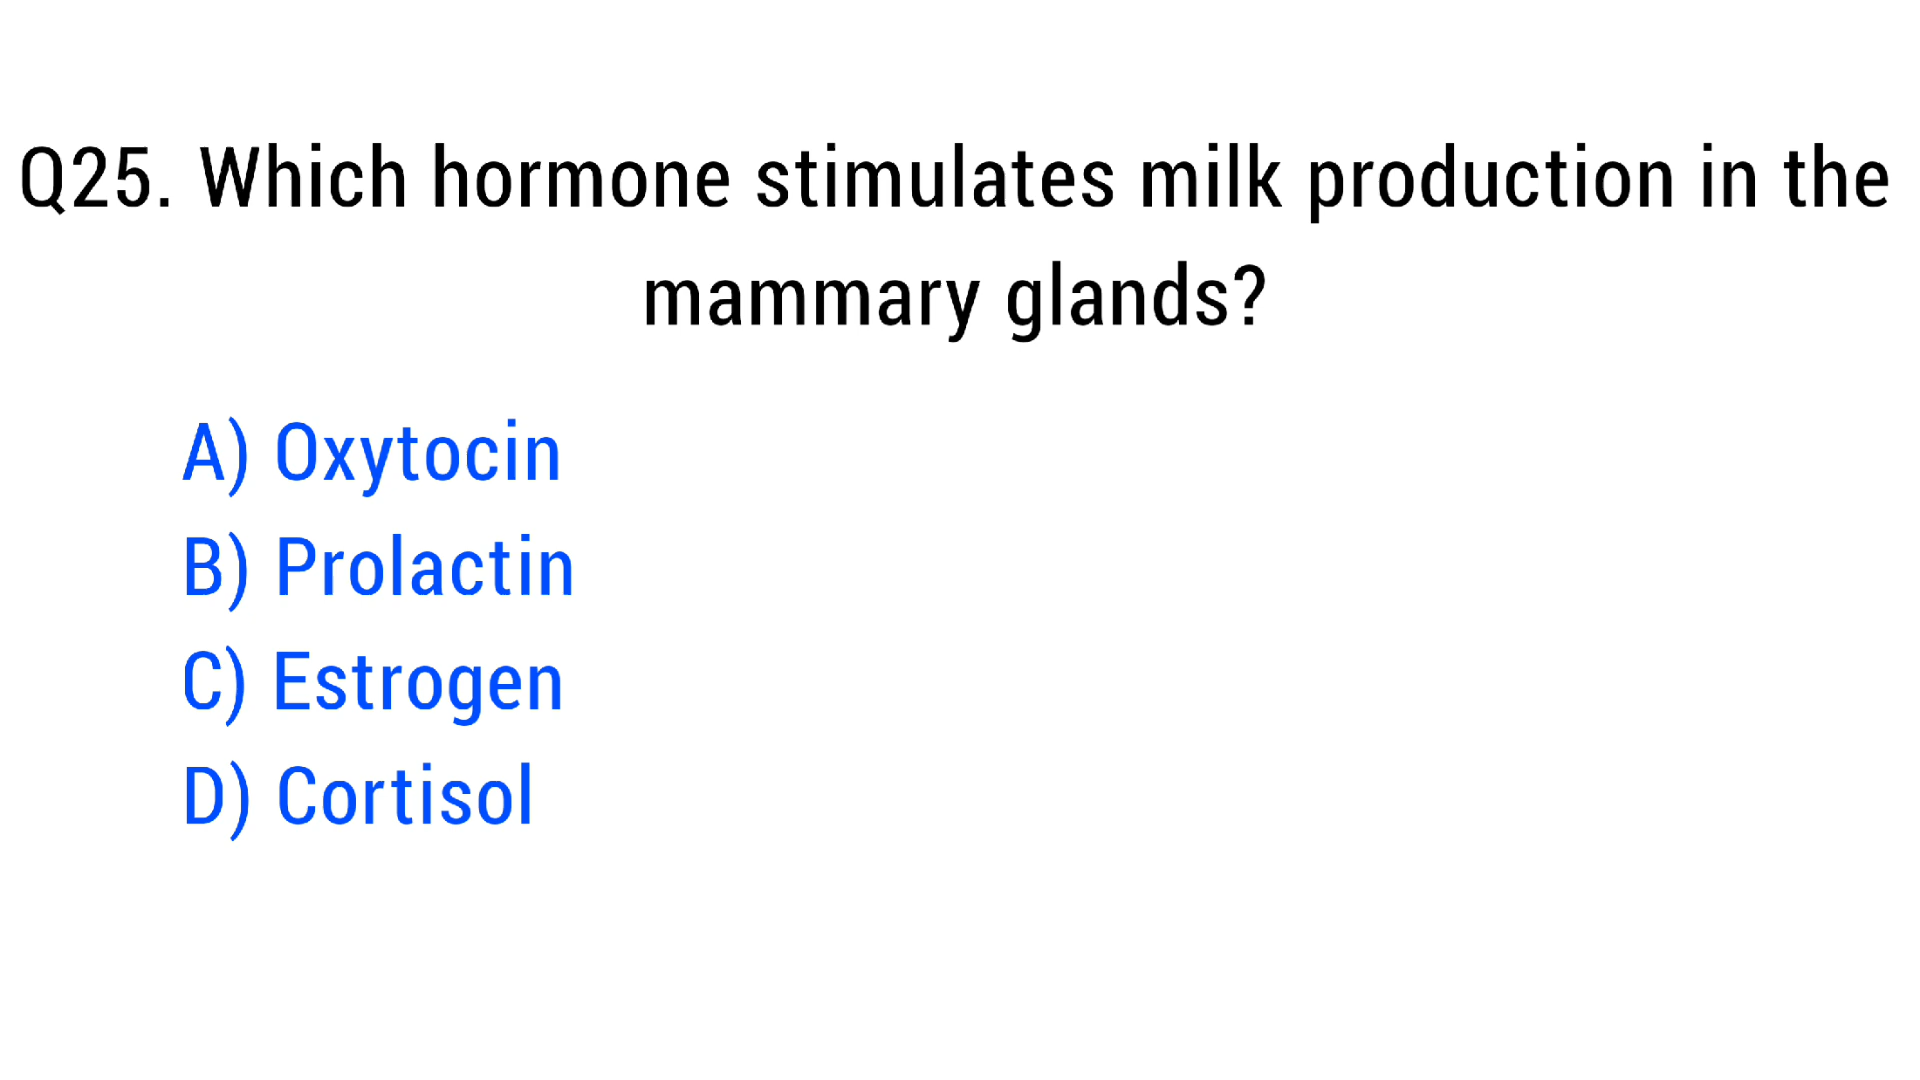 Q25. Which hormone stimulates milk production in the
mammary glands?
A) Oxytocin
B) Prolactin
C) Estrogen
D) Cortisol